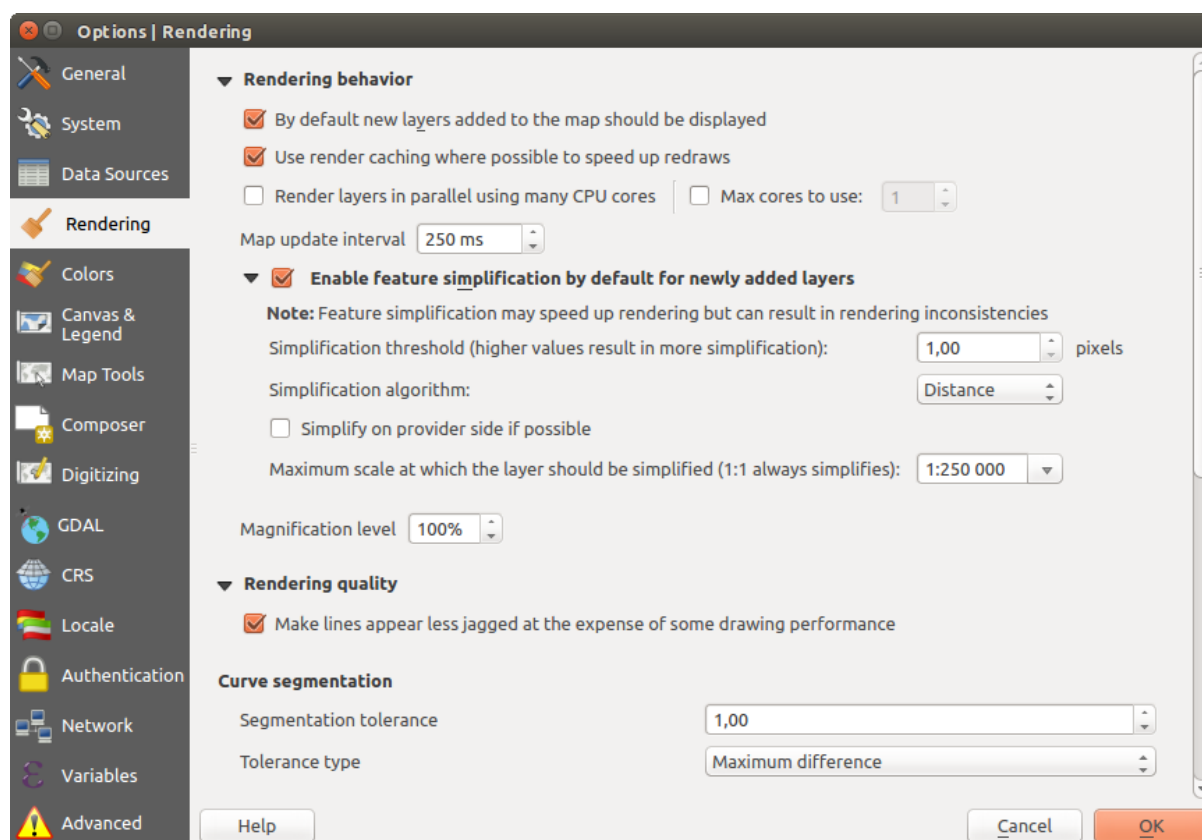 Options | Rendering
General
System
Data Sources
Rendering
Colors
Canvas &
Legend
Map Tools
Composer
Digitizing
GDAL
CRS
Locale
Authentication
Network
Variables
Advanced
Rendering behavior
By default new layers added to the map should be displayed
Use render caching where possible to speed up redraws
Render layers in parallel using many CPU cores Max cores to use: 1
Map update interval 250 ms
Enable feature simplification by default for newly added layers
Note: Feature simplification may speed up rendering but can result in rendering inconsistencies
Simplification threshold (higher values result in more simplification): 1,00 pixels
Simplification algorithm: Distance
Simplify on provider side if possible
Maximum scale at which the layer should be simplified (1:1 always simplifies): 1:250 000
Magnification level 100%
Rendering quality
Make lines appear less jagged at the expense of some drawing performance
Curve segmentation
Segmentation tolerance 1,00
Tolerance type Maximum difference
Help Cancel OK